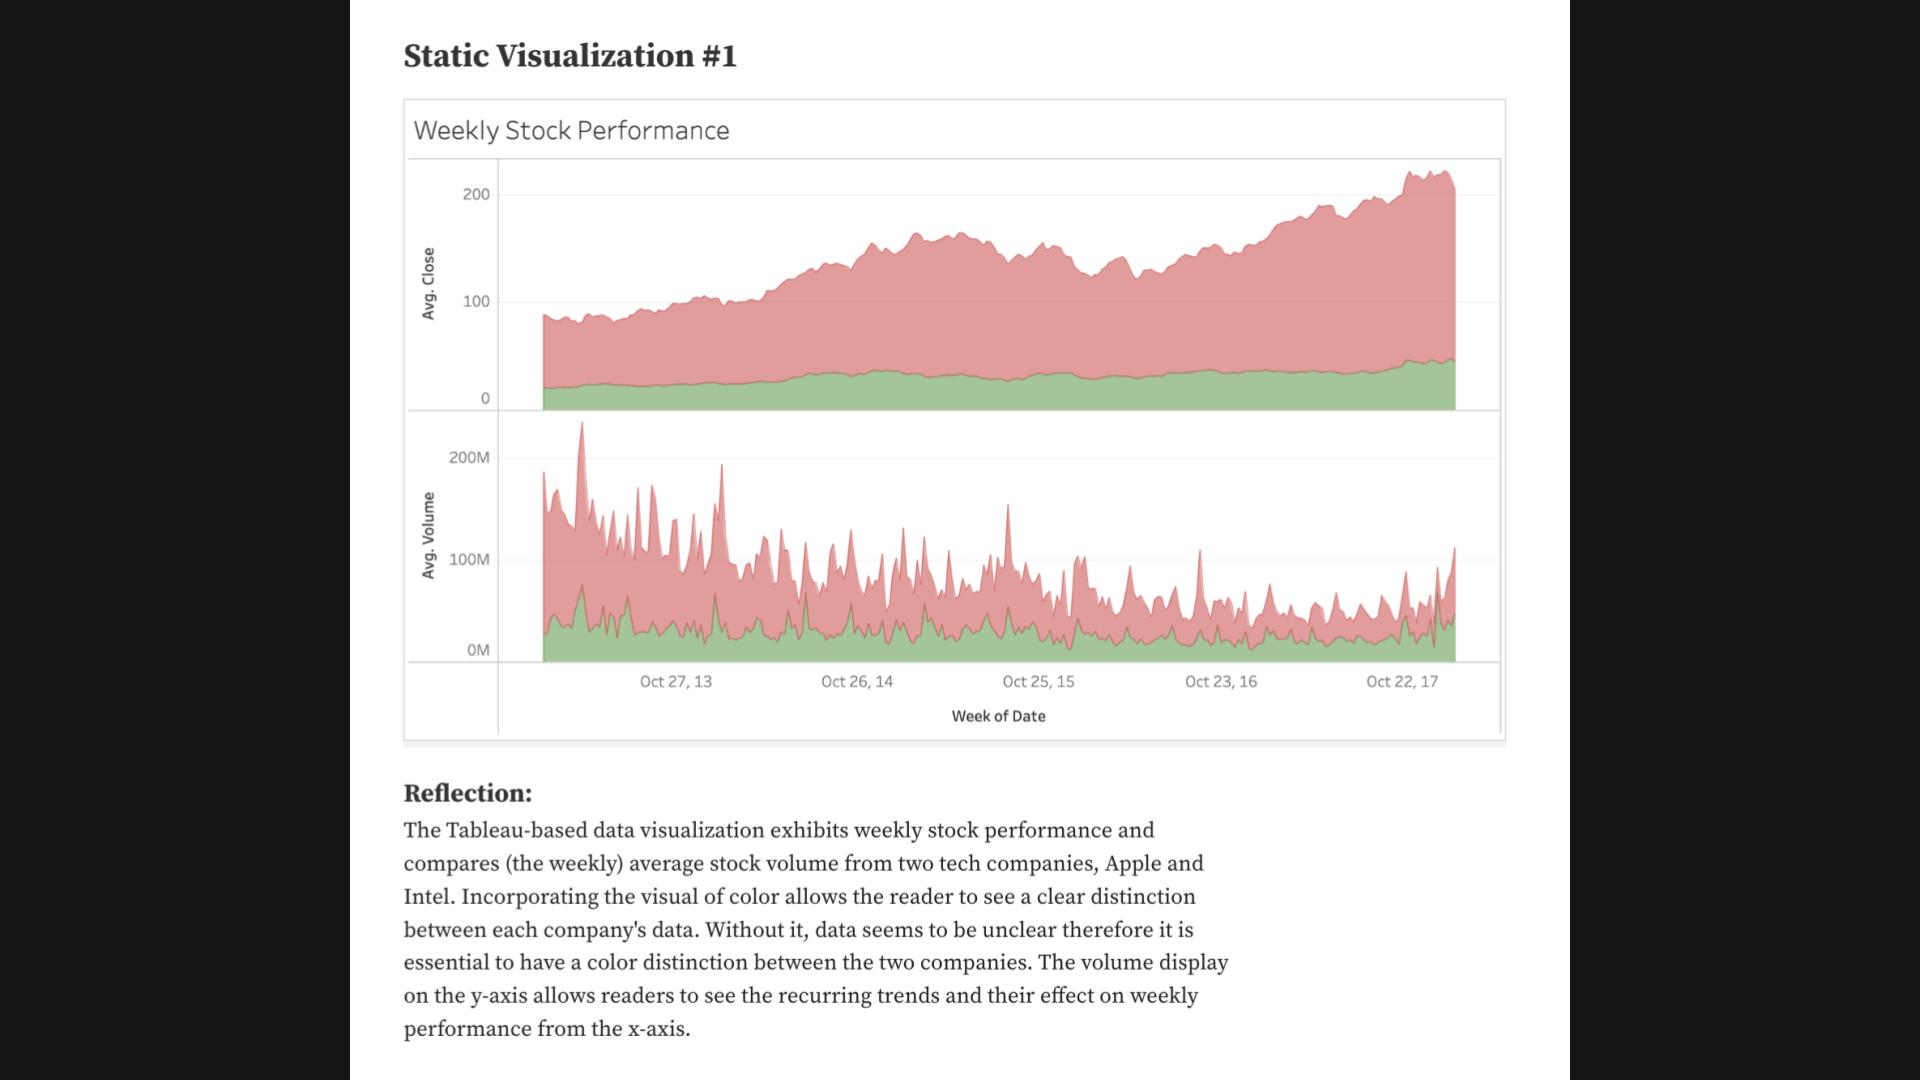 Static Visualization #1
Weekly Stock Performance
200
100
0
Avg. Close
200M
100M
0M
Avg. Volume
Oct 27, 13
Oct 26, 14
Oct 25, 15
Oct 23, 16
Oct 22, 17
Week of Date
Reflection:
The Tableau-based data visualization exhibits weekly stock performance and
compares (the weekly) average stock volume from two tech companies, Apple and
Intel. Incorporating the visual of color allows the reader to see a clear distinction
between each company's data. Without it, data seems to be unclear therefore it is
essential to have a color distinction between the two companies. The volume display
on the y-axis allows readers to see the recurring trends and their effect on weekly
performance from the x-axis.